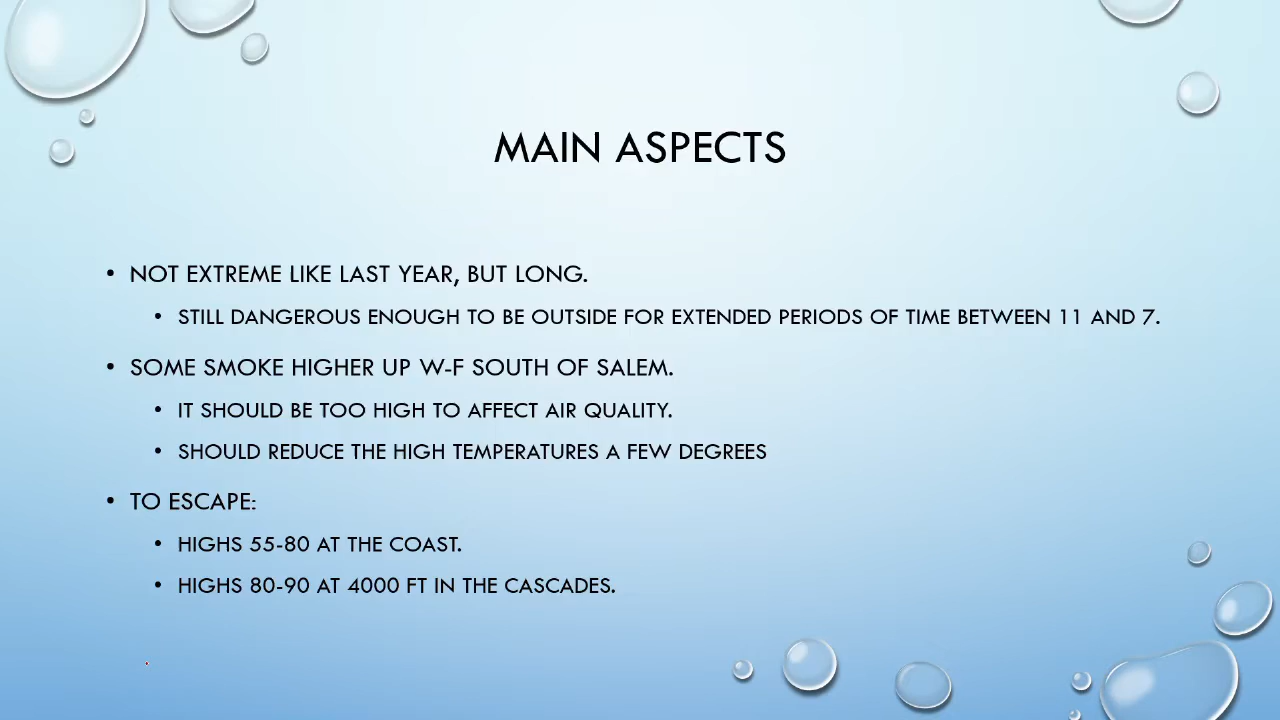 MAIN ASPECTS
• NOT EXTREME LIKE LAST YEAR, BUT LONG.
• STILL DANGEROUS ENOUGH TO BE OUTSIDE FOR EXTENDED PERIODS OF TIME BETWEEN 11 AND 7.
• SOME SMOKE HIGHER UP W-F SOUTH OF SALEM.
• IT SHOULD BE TOO HIGH TO AFFECT AIR QUALITY.
• SHOULD REDUCE THE HIGH TEMPERATURES A FEW DEGREES
• TO ESCAPE:
• HIGHS 55-80 AT THE COAST.
• HIGHS 80-90 AT 4000 FT IN THE CASCADES.